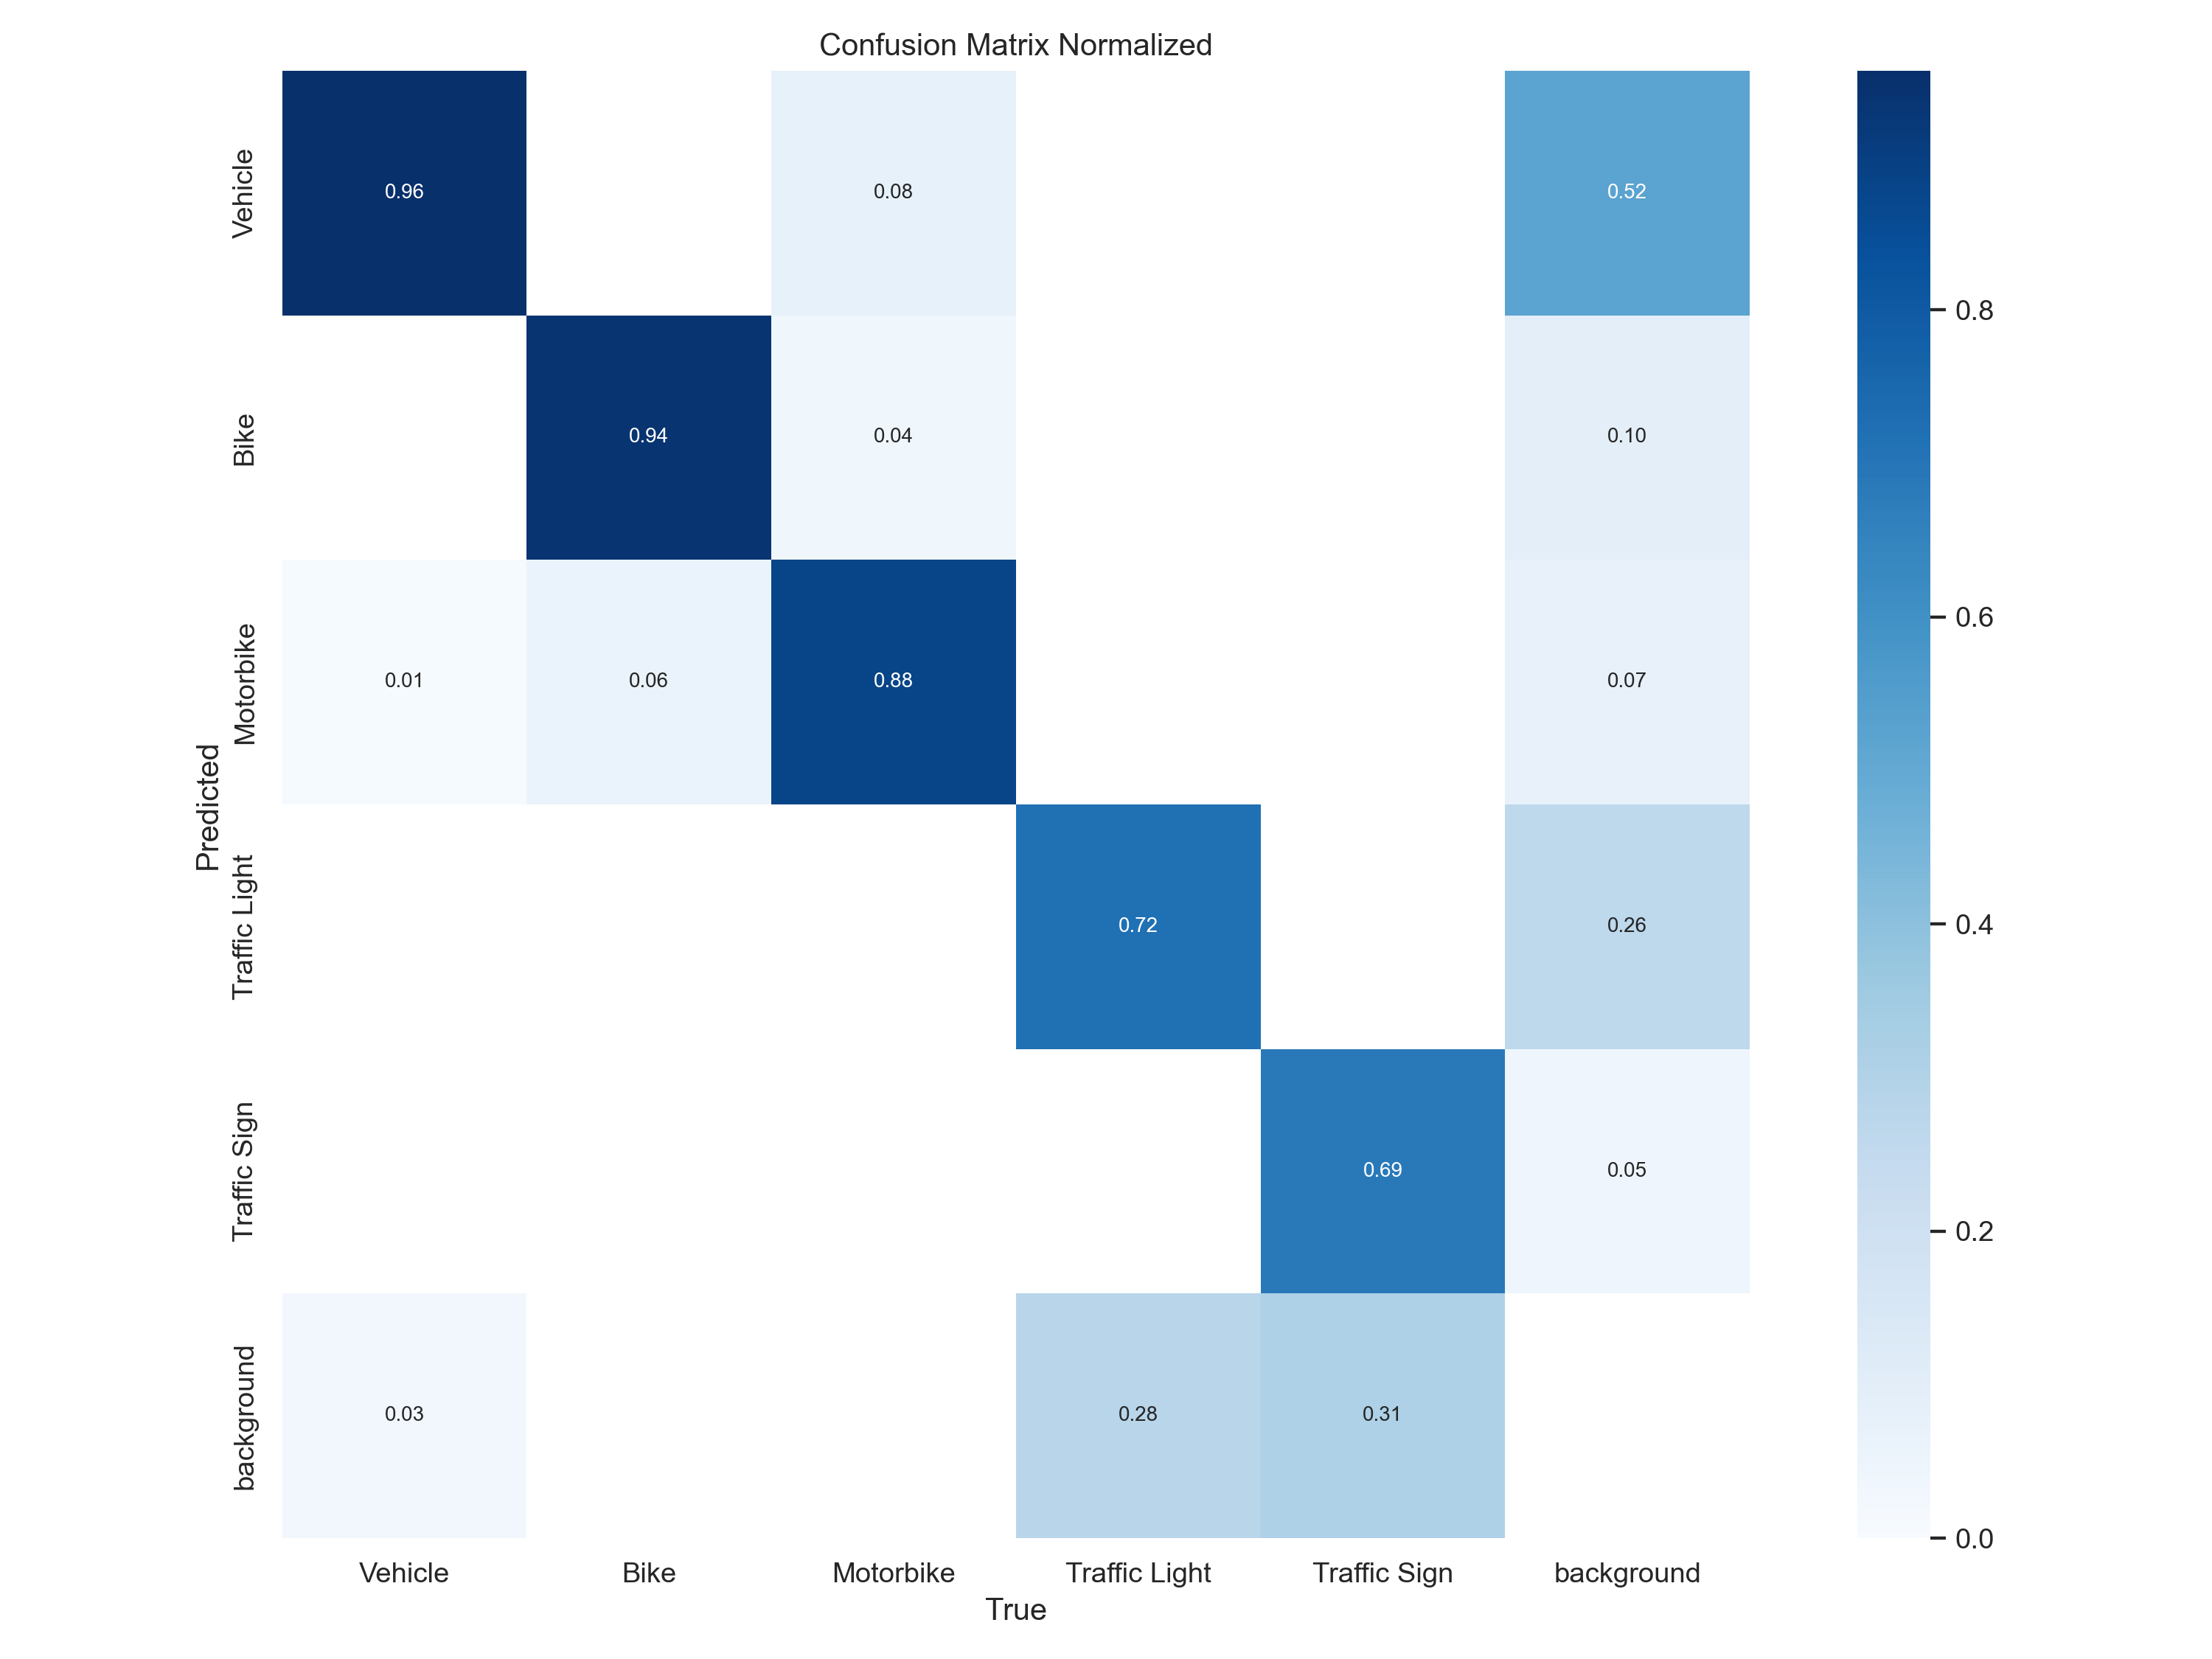 Confusion Matrix Normalized
Vehicle 0.96 0.08 0.52
0.8
Bike 0.94 0.04 0.10
0.6
Motorbike 0.01 0.06 0.88 0.07
Predicted
Traffic Light 0.72 0.26
0.4
Traffic Sign 0.69 0.05
0.2
background 0.03 0.28 0.31
0.0
Vehicle Bike Motorbike Traffic Light Traffic Sign background
True